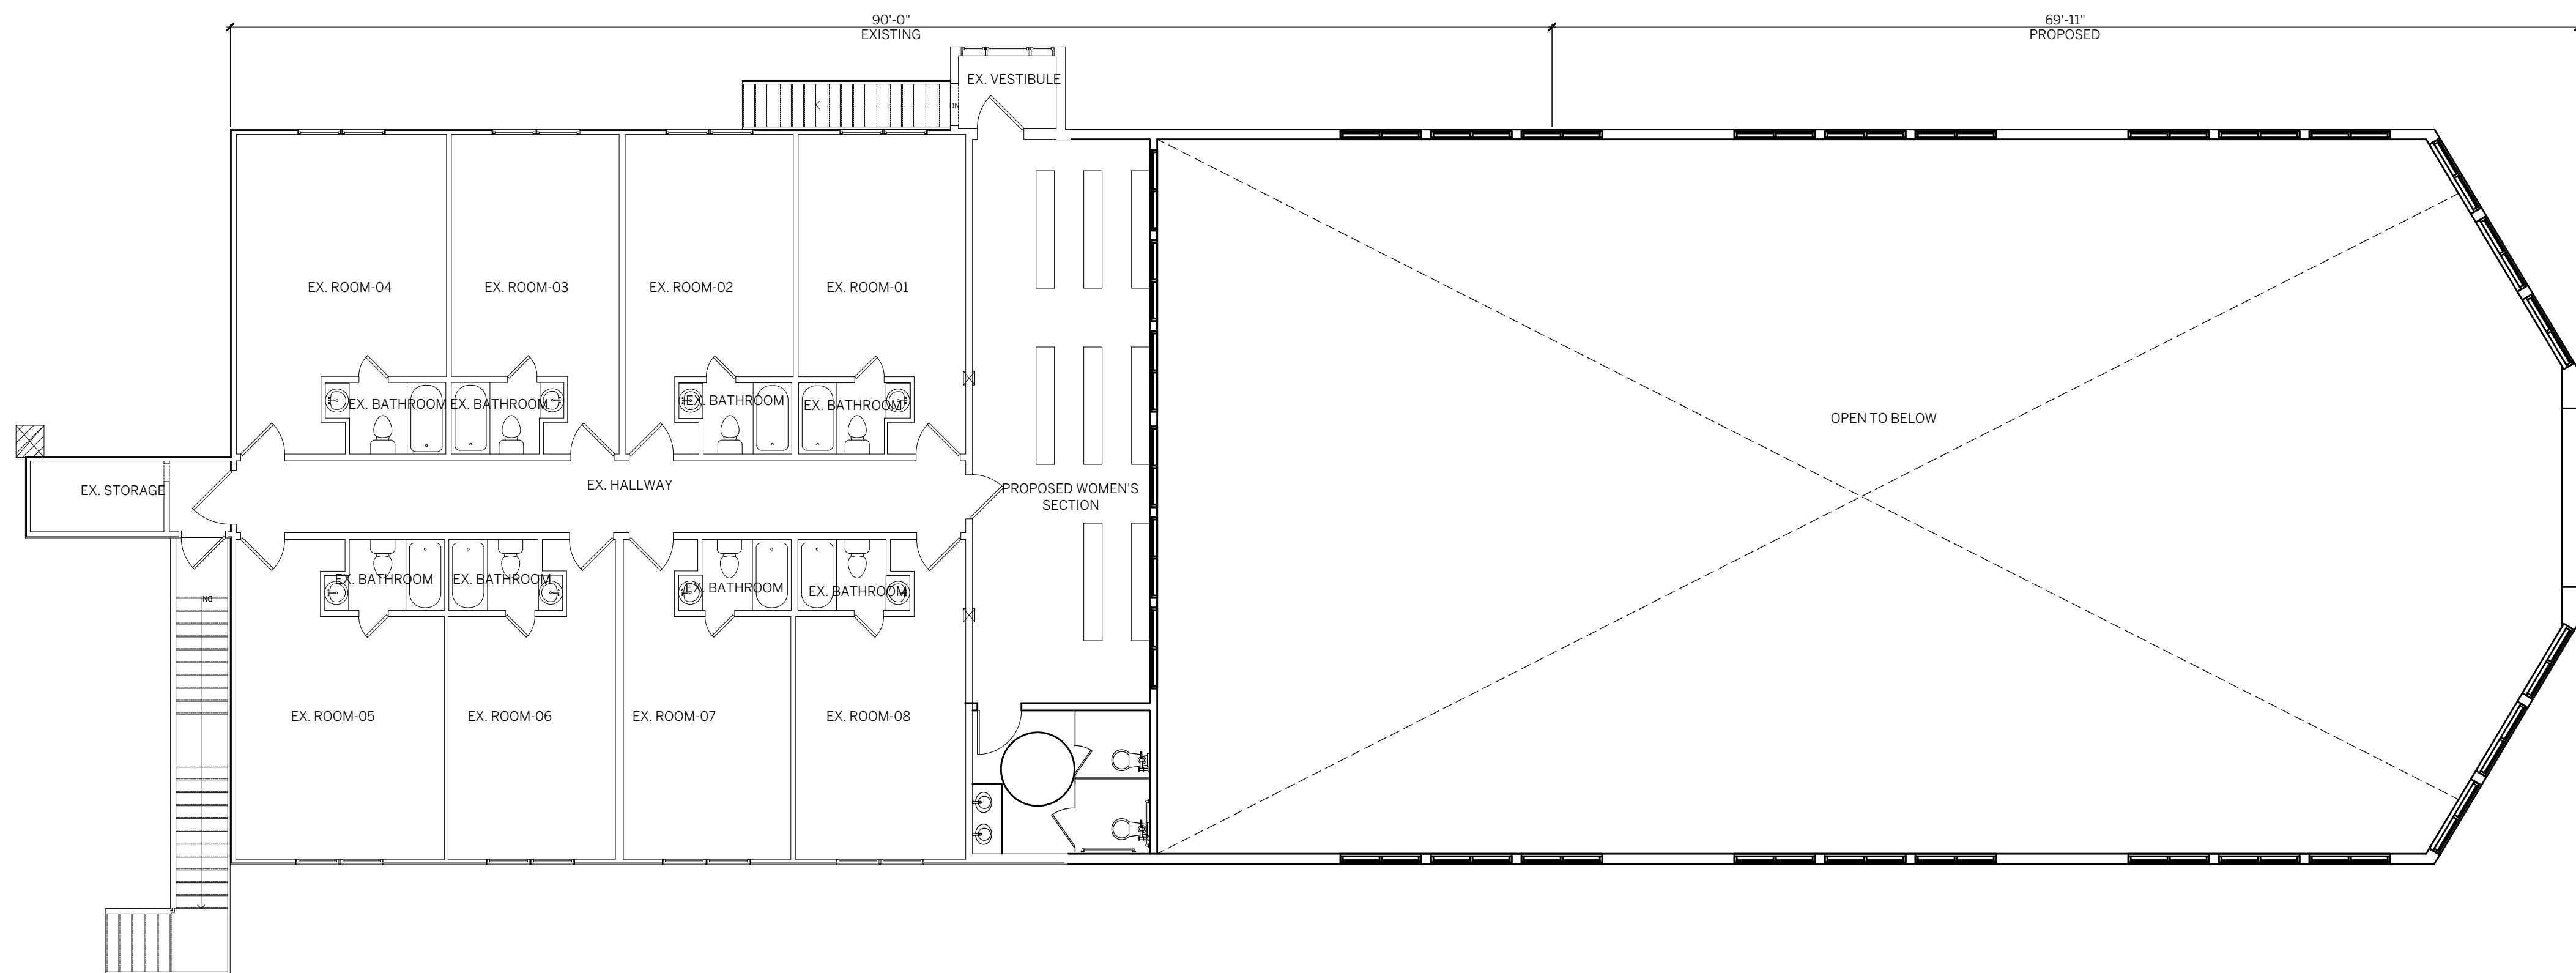 90'-0"
EXISTING
69'-11"
PROPOSED
EX. VESTIBULE
DN
EX. ROOM-04
EX. ROOM-03
EX. ROOM-02
EX. ROOM-01
EX. BATHROOM
EX. BATHROOM
EX. BATHROOM
EX. BATHROOM
OPEN TO BELOW
EX. STORAGE
EX. HALLWAY
PROPOSED WOMEN'S
SECTION
EX. BATHROOM
EX. BATHROOM
EX. BATHROOM
EX. BATHROOM
DN
EX. ROOM-05
EX. ROOM-06
EX. ROOM-07
EX. ROOM-08